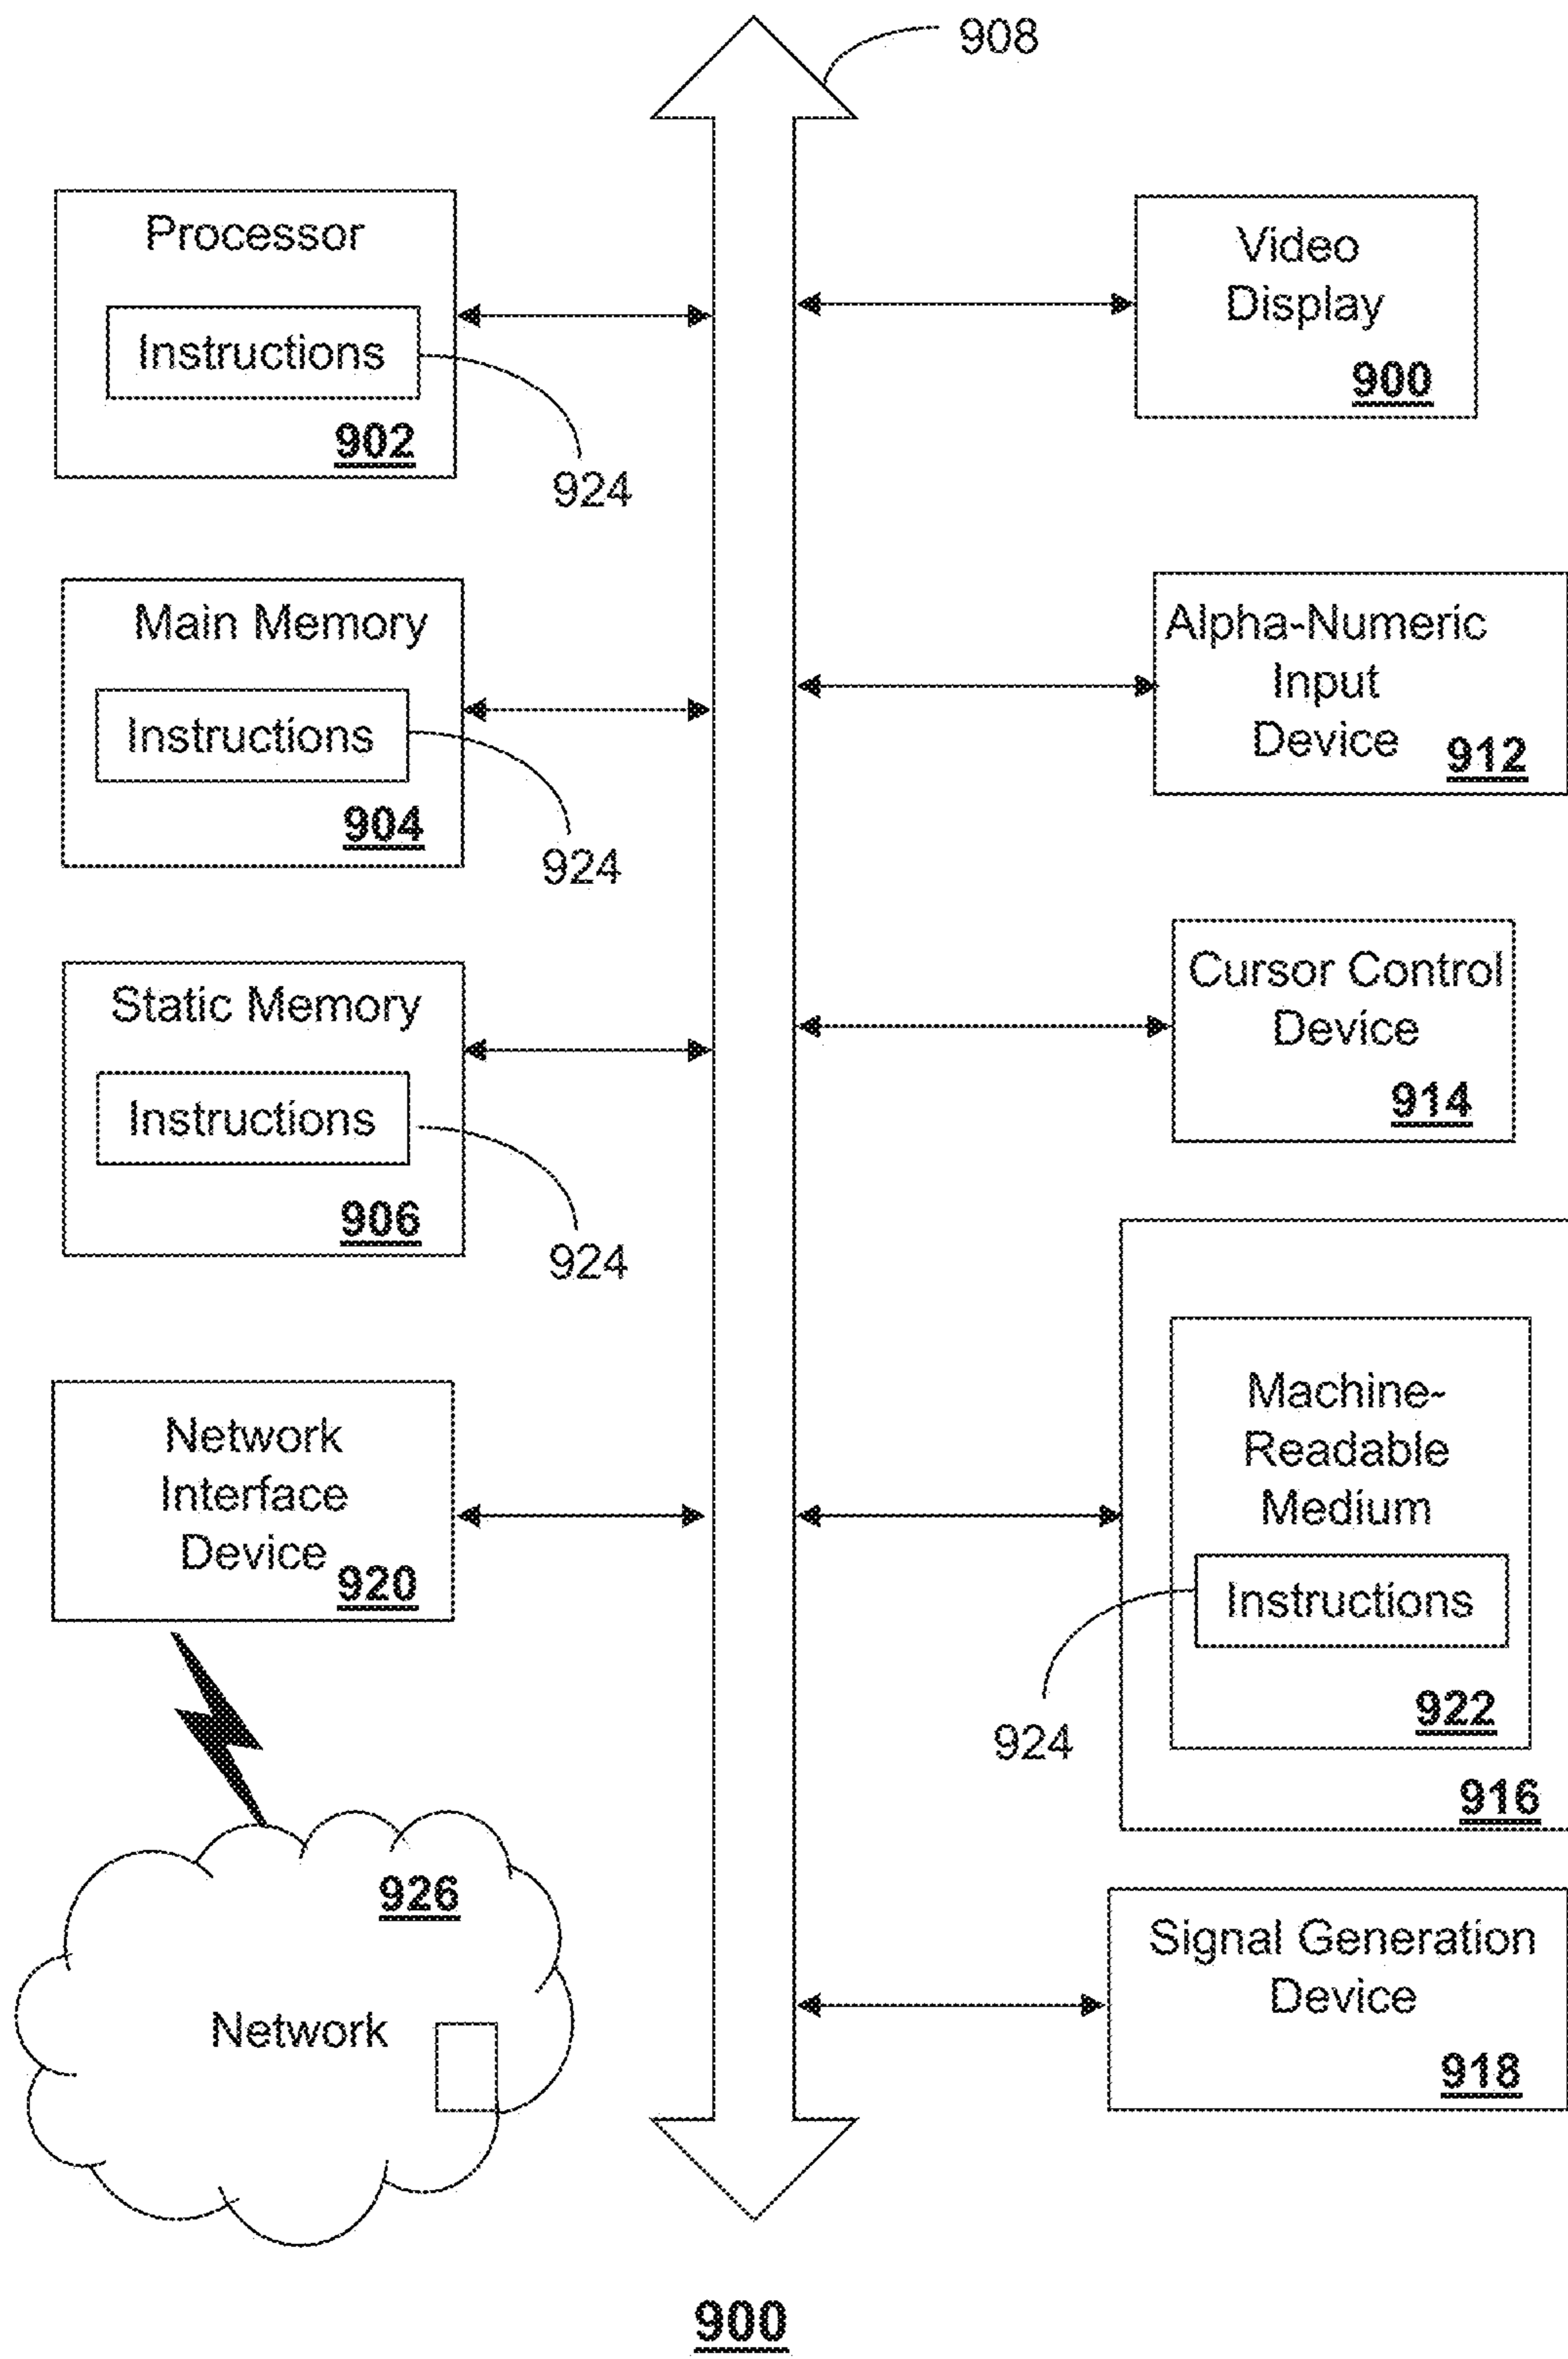 908
Processor
Instructions
902
924
Main Memory
Instructions
904
924
Static Memory
Instructions
906
924
Network
Interface
Device
920
926
Network
Video
Display
900
Alpha-Numeric
Input
Device
912
Cursor Control
Device
914
Machine-
Readable
Medium
Instructions
922
924
916
Signal Generation
Device
918
900